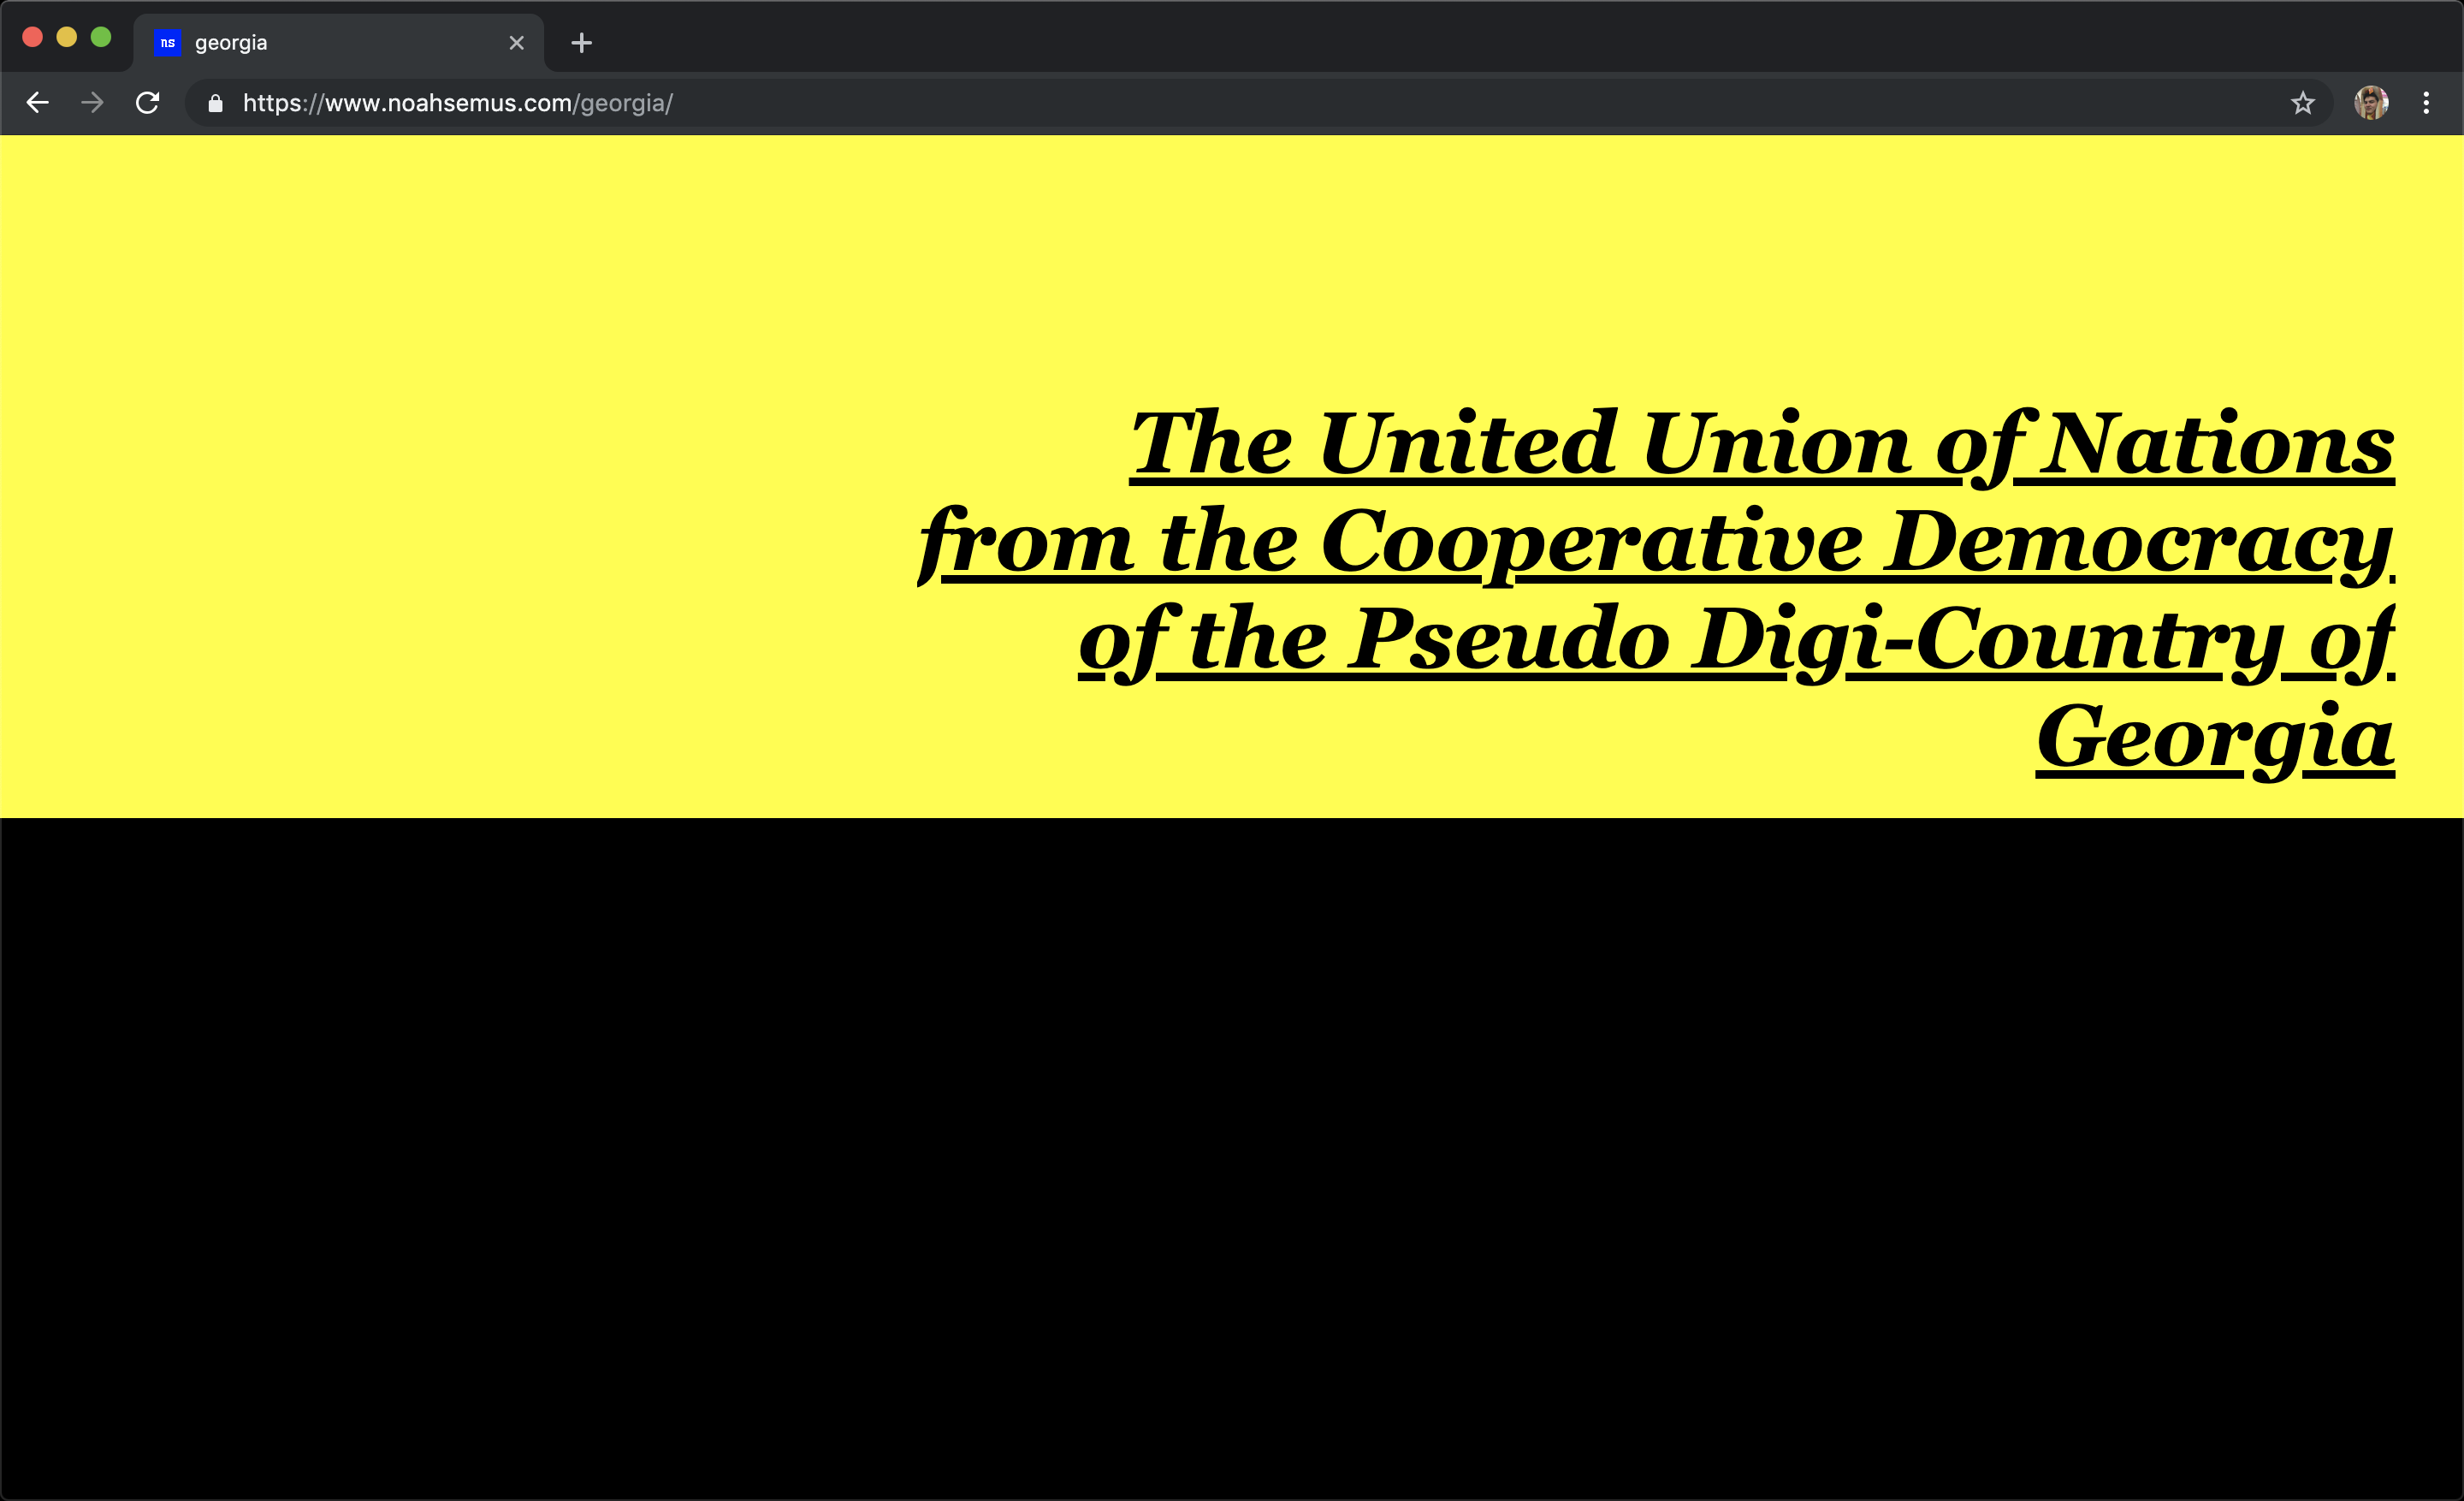 ns georgia
https://www.noahsemus.com/georgia/
The United Union of Nations
from the Cooperative Democracy
of the Pseudo Digi-Country of
Georgia